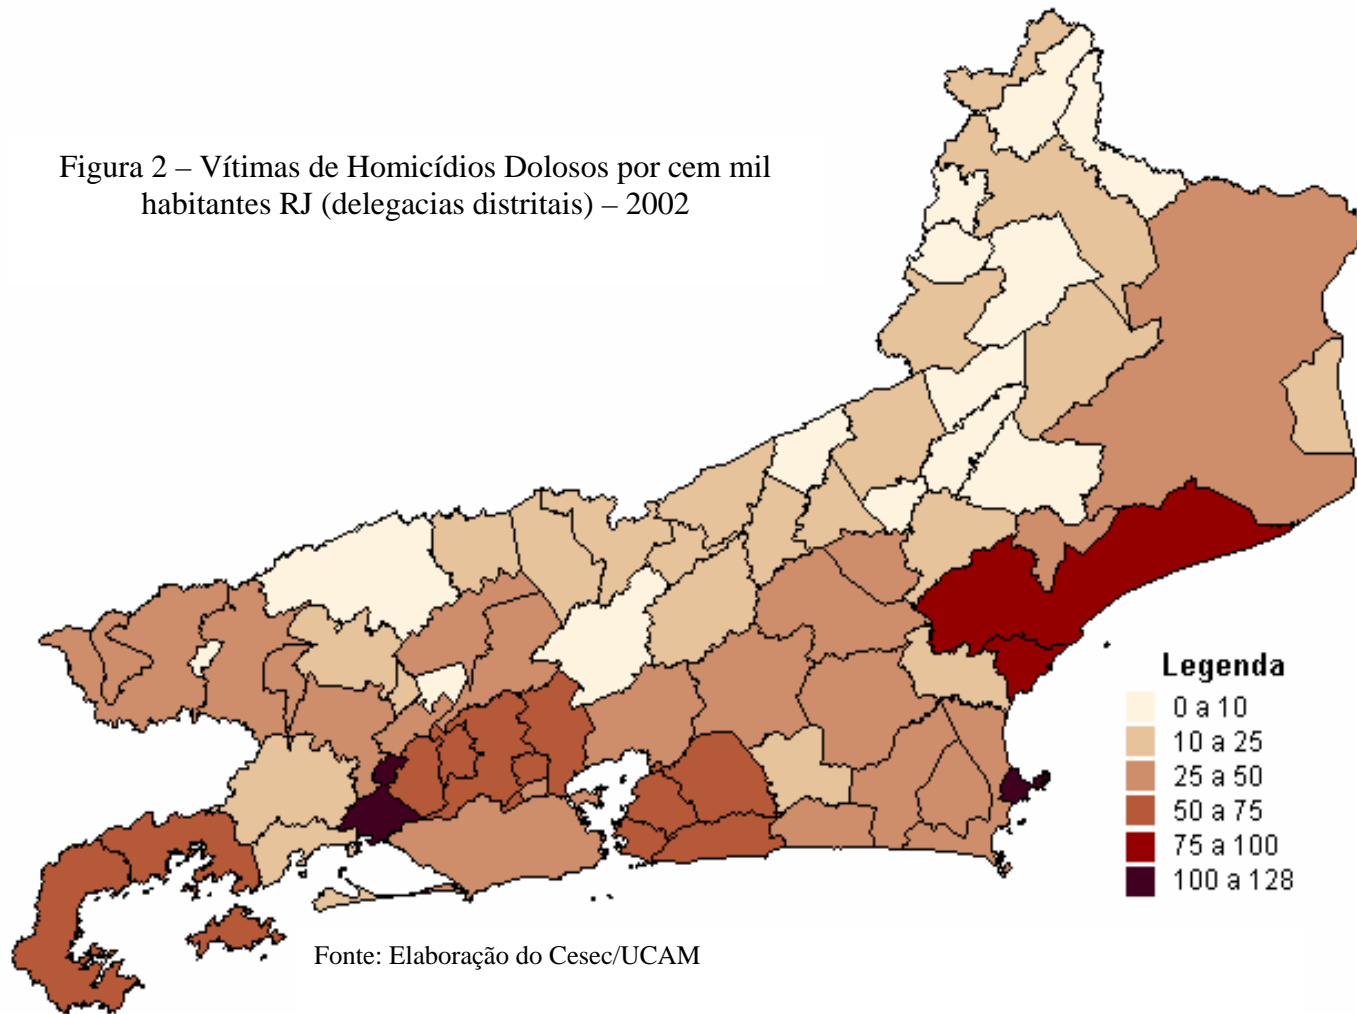 Figura 2 – Vítimas de Homicídios Dolosos por cem mil
habitantes RJ (delegacias distritais) – 2002
Legenda
0 a 10
10 a 25
25 a 50
50 a 75
75 a 100
100 a 128
Fonte: Elaboração do Cesec/UCAM